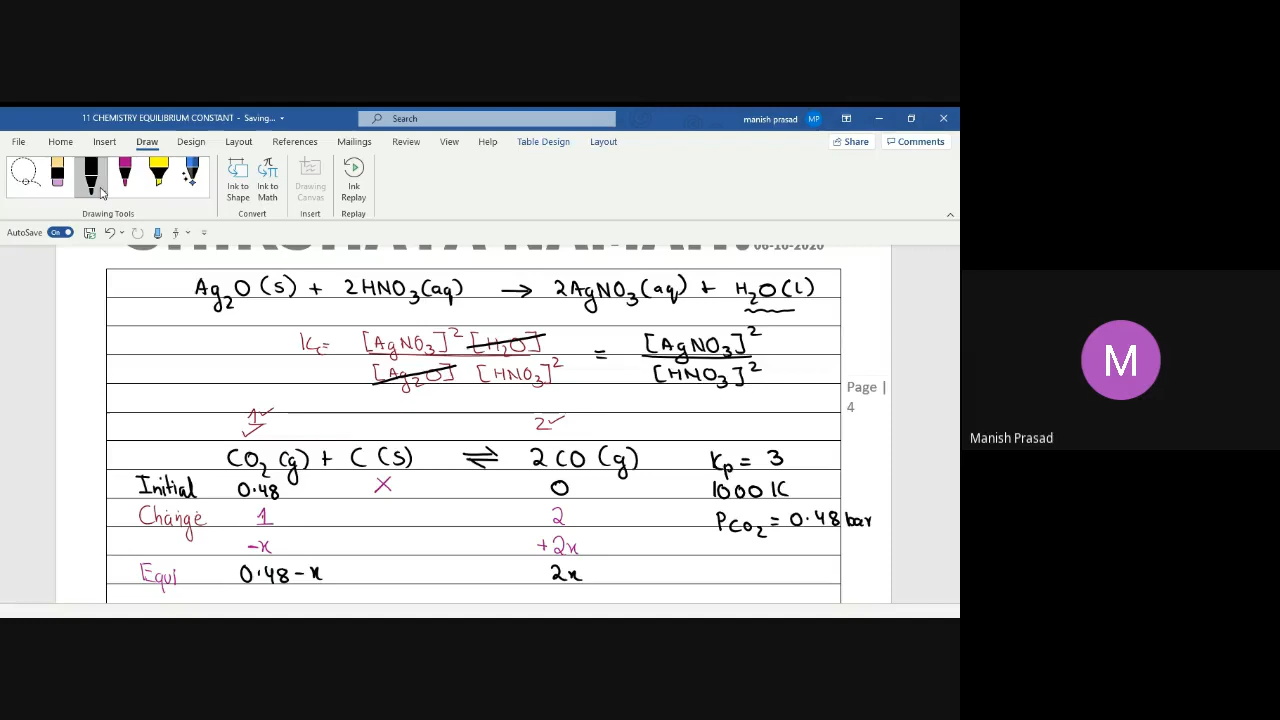 11 CHEMISTRY EQUILIBRIUM CONSTANT - Saving...
Search
manish prasad MP
File Home Insert Draw Design Layout References Mailings Review View Help Table Design Layout
Share Comments
Ink to Shape
Ink to Math
Drawing Canvas
Ink Replay
Drawing Tools Convert Insert Replay
AutoSave On
06-10-2020
Ag₂O(s) + 2HNO₃(aq) → 2AgNO₃(aq) + H₂O(l)
Kc = [AgNO₃]² [H₂O] / [Ag₂O] [HNO₃]² = [AgNO₃]² / [HNO₃]²
Page | 4
1 2
CO₂(g) + C(s) ⇌ 2CO(g) Kp = 3
Initial 0.48 X 0 1000 K
Change 1 2 PCO₂ = 0.48 bar
-x +2x
Equi 0.48-x 2x
M
Manish Prasad